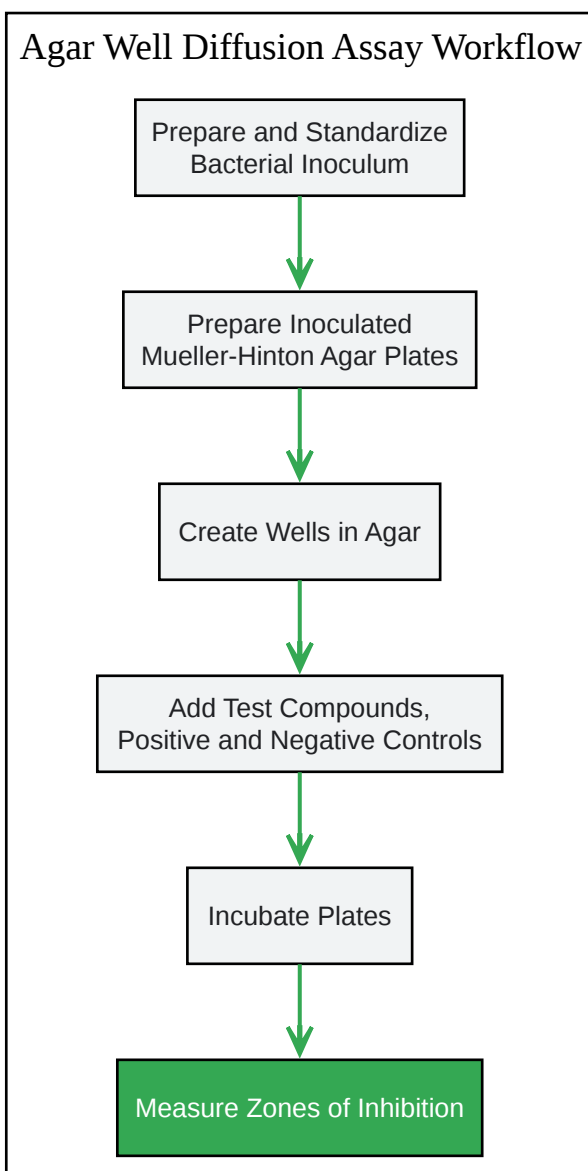 Agar Well Diffusion Assay Workflow
Prepare and Standardize
Bacterial Inoculum
Prepare Inoculated
Mueller-Hinton Agar Plates
Create Wells in Agar
Add Test Compounds,
Positive and Negative Controls
Incubate Plates
Measure Zones of Inhibition